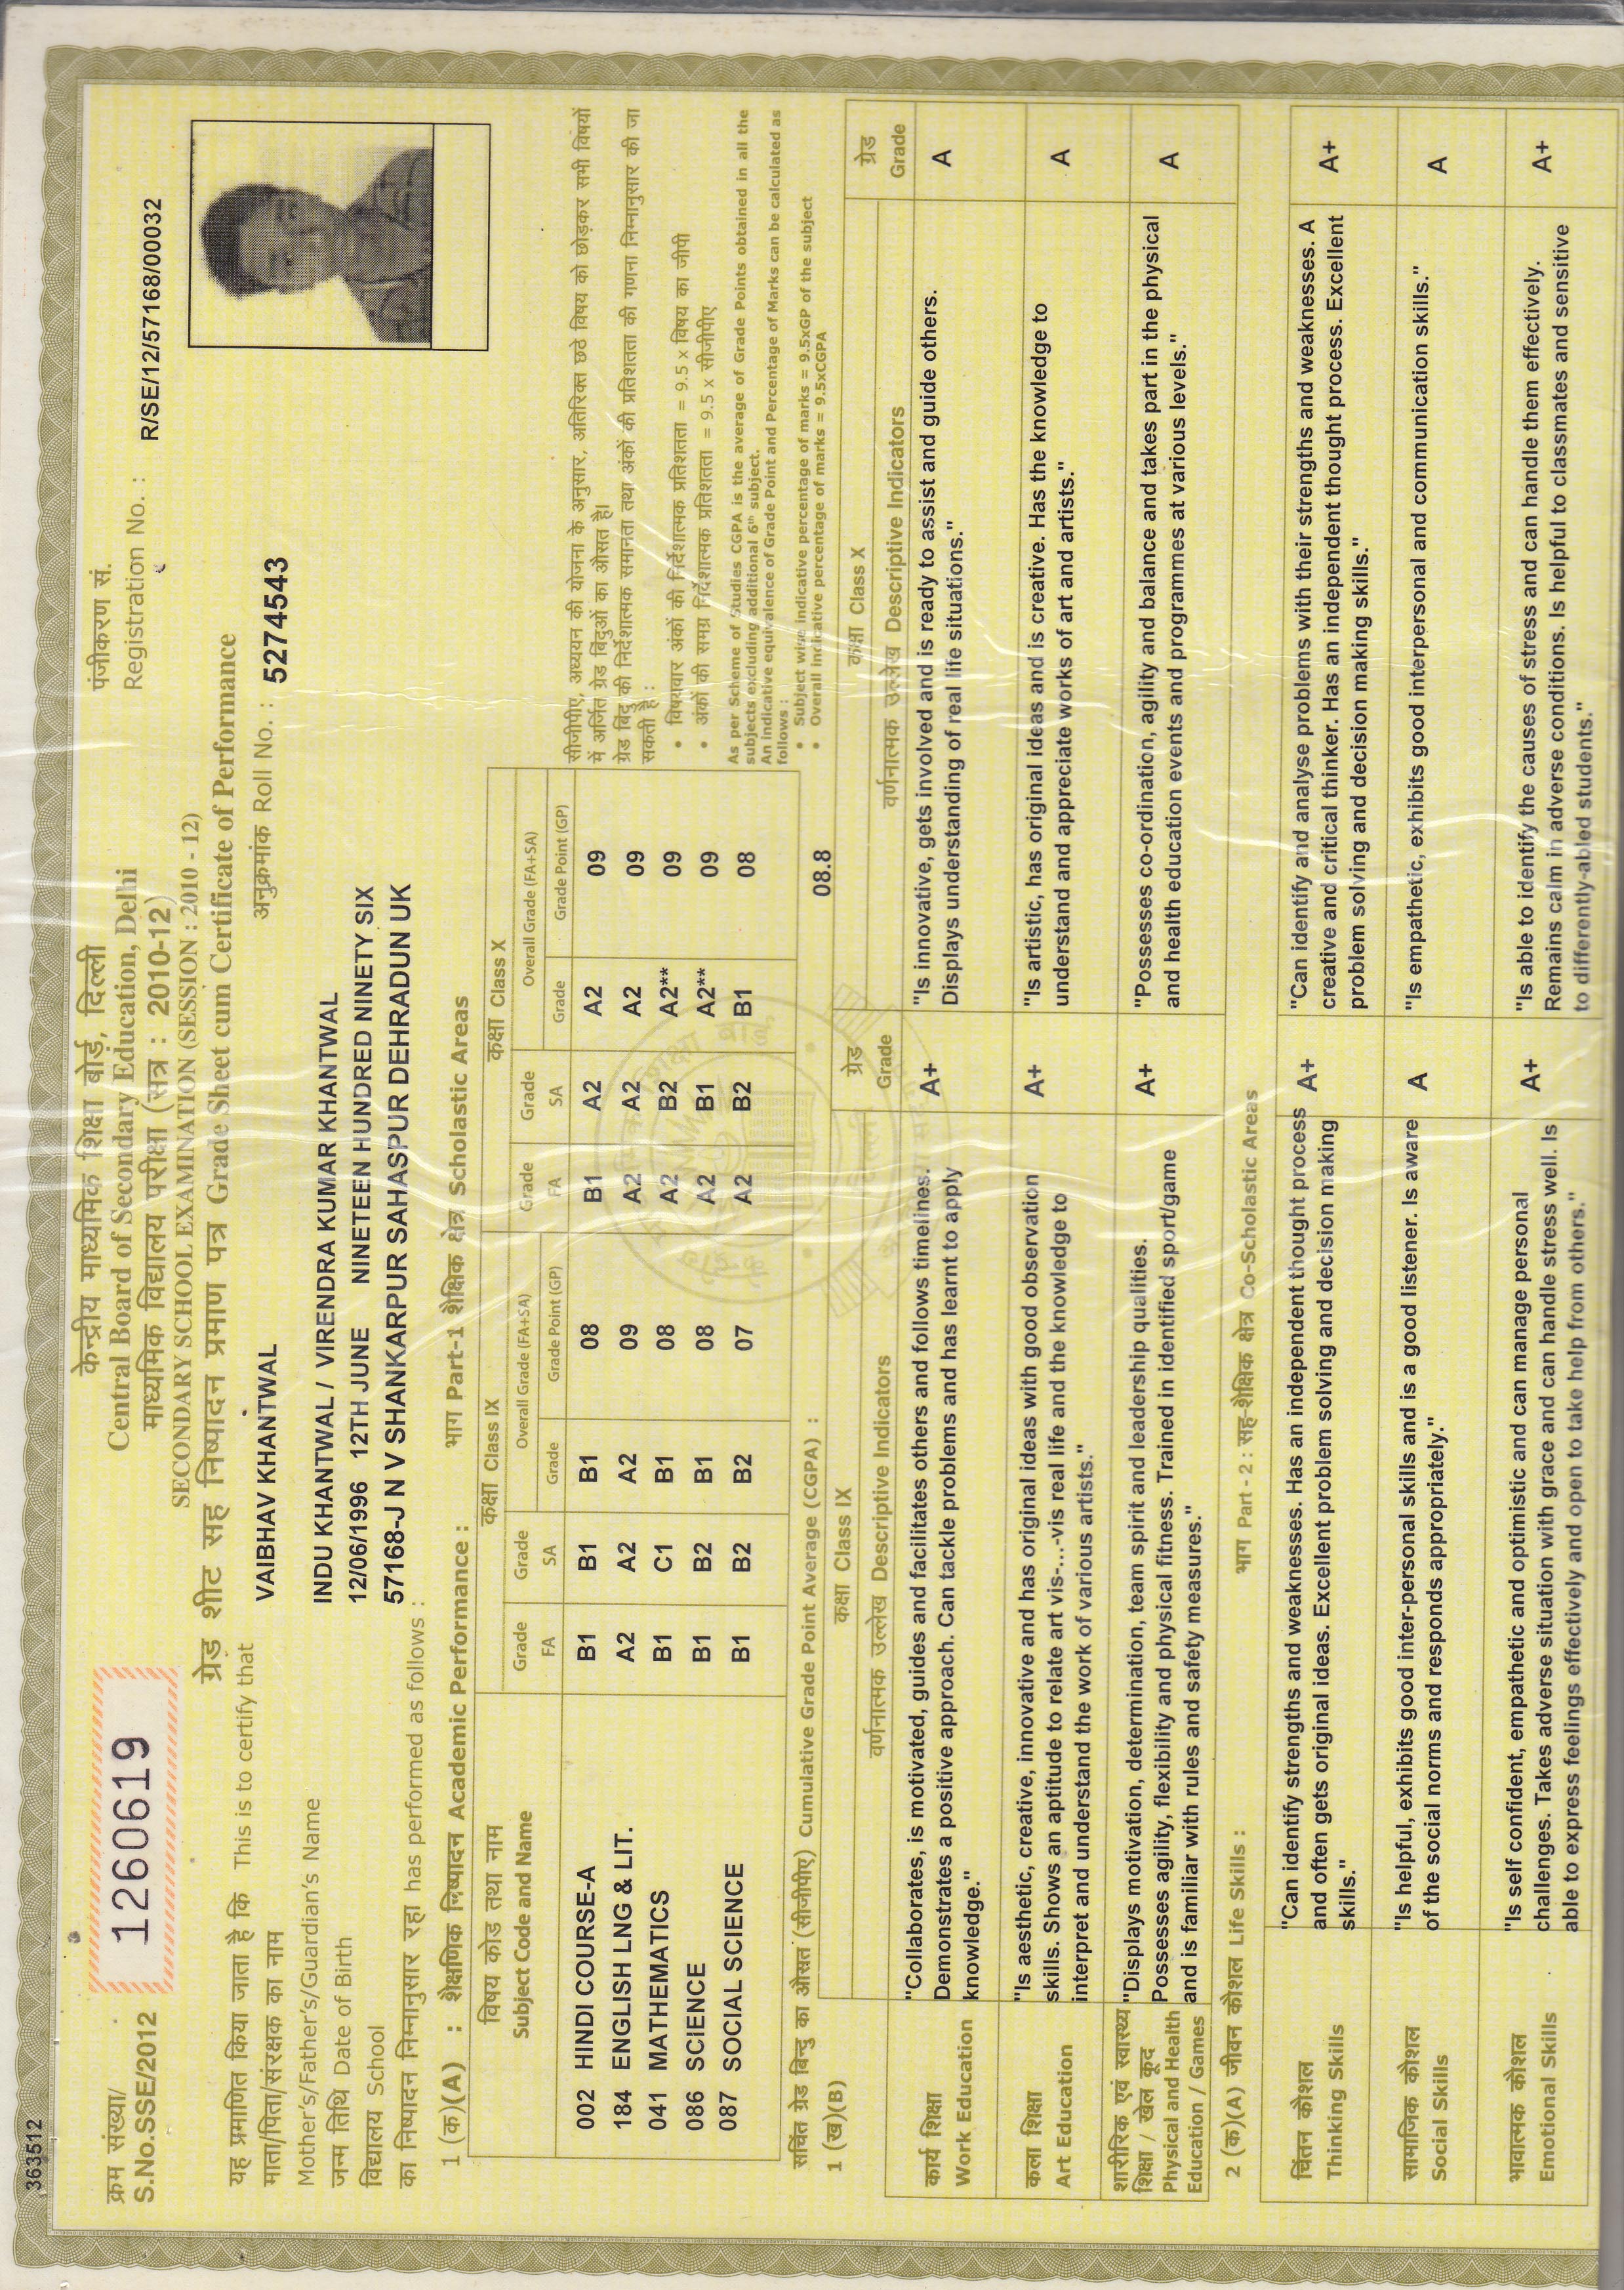 363512
क्रम संख्या/
S.No.SSE/2012 1260619
केन्द्रीय माध्यमिक शिक्षा बोर्ड, दिल्ली
Central Board of Secondary Education, Delhi
माध्यमिक विद्यालय परीक्षा (सत्र : 2010-12)
SECONDARY SCHOOL EXAMINATION (SESSION : 2010 - 12)
ग्रेड शीट सह निष्पादन प्रमाण पत्र Grade Sheet cum Certificate of Performance
पंजीकरण सं.
Registration No. : R/SE/12/57168/00032
अनुक्रमांक Roll No. : 5274543
यह प्रमाणित किया जाता है कि This is to certify that VAIBHAV KHANTWAL
माता/पिता/संरक्षक का नाम
Mother's/Father's/Guardian's Name INDU KHANTWAL / VIRENDRA KUMAR KHANTWAL
जन्म तिथि Date of Birth 12/06/1996 12TH JUNE NINETEEN HUNDRED NINETY SIX
विद्यालय School 57168-J N V SHANKARPUR SAHASPUR DEHRADUN UK
का निष्पादन निम्नानुसार रहा has performed as follows :
1 (क)(A) : शैक्षणिक निष्पादन Academic Performance : भाग Part-1 शैक्षिक क्षेत्र Scholastic Areas
विषय कोड तथा नाम
Subject Code and Name
कक्षा Class IX
कक्षा Class X
Grade FA
Grade SA
Overall Grade (FA+SA)
Grade
Grade Point (GP)
Grade FA
Grade SA
Overall Grade (FA+SA)
Grade
Grade Point (GP)
002 HINDI COURSE-A B1 B1 B1 08 B1 A2 A2 09
184 ENGLISH LNG & LIT. A2 A2 A2 09 A2 A2 A2 09
041 MATHEMATICS B1 C1 B1 08 A2 B2 A2** 09
086 SCIENCE B1 B2 B1 08 A2 B1 A2** 09
087 SOCIAL SCIENCE B1 B2 B2 07 A2 B2 B1 08
संचित ग्रेड बिन्दु का औसत (सीजीपीए) Cumulative Grade Point Average (CGPA) : 08.8
सीजीपीए, अध्ययन की योजना के अनुसार, अतिरिक्त छठे विषय को छोड़कर सभी विषयों
में अर्जित ग्रेड बिंदुओं का औसत है।
ग्रेड बिंदु की निर्देशात्मक समानता तथा अंकों की प्रतिशतता की गणना निम्नानुसार की जा
सकती है :
• विषयवार अंकों की निर्देशात्मक प्रतिशतता = 9.5 x विषय का जीपी
• अंकों की समग्र निर्देशात्मक प्रतिशतता = 9.5 x सीजीपीए
As per Scheme of Studies CGPA is the average of Grade Points obtained in all the
subjects excluding additional 6th subject.
An indicative equivalence of Grade Point and Percentage of Marks can be calculated as
follows :
• Subject wise indicative percentage of marks = 9.5xGP of the subject
• Overall Indicative percentage of marks = 9.5xCGPA
1 (ख)(B)
कक्षा Class IX
कक्षा Class X
वर्णनात्मक उल्लेख Descriptive Indicators
ग्रेड Grade
वर्णनात्मक उल्लेख Descriptive Indicators
ग्रेड Grade
कार्य शिक्षा
Work Education
"Collaborates, is motivated, guides and facilitates others and follows timelines.
Demonstrates a positive approach. Can tackle problems and has learnt to apply
knowledge."
A+
"Is innovative, gets involved and is ready to assist and guide others.
Displays understanding of real life situations."
A
कला शिक्षा
Art Education
"Is aesthetic, creative, innovative and has original ideas with good observation
skills. Shows an aptitude to relate art vis-...-vis real life and the knowledge to
interpret and understand the work of various artists."
A+
"Is artistic, has original ideas and is creative. Has the knowledge to
understand and appreciate works of art and artists."
A
शारीरिक एवं स्वास्थ्य
शिक्षा / खेल कूद
Physical and Health
Education / Games
"Displays motivation, determination, team spirit and leadership qualities.
Possesses agility, flexibility and physical fitness. Trained in identified sport/game
and is familiar with rules and safety measures."
A+
"Possesses co-ordination, agility and balance and takes part in the physical
and health education events and programmes at various levels."
A
2 (क)(A) जीवन कौशल Life Skills : भाग Part - 2 : सह-शैक्षिक क्षेत्र Co-Scholastic Areas
चिंतन कौशल
Thinking Skills
"Can identify strengths and weaknesses. Has an independent thought process
and often gets original ideas. Excellent problem solving and decision making
skills."
A+
"Can identify and analyse problems with their strengths and weaknesses. A
creative and critical thinker. Has an independent thought process. Excellent
problem solving and decision making skills."
A+
सामाजिक कौशल
Social Skills
"Is helpful, exhibits good inter-personal skills and is a good listener. Is aware
of the social norms and responds appropriately."
A
"Is empathetic, exhibits good interpersonal and communication skills."
A
भावात्मक कौशल
Emotional Skills
"Is self confident, empathetic and optimistic and can manage personal
challenges. Takes adverse situation with grace and can handle stress well. Is
able to express feelings effectively and open to take help from others."
A+
"Is able to identify the causes of stress and can handle them effectively.
Remains calm in adverse conditions. Is helpful to classmates and sensitive
to differently-abled students."
A+